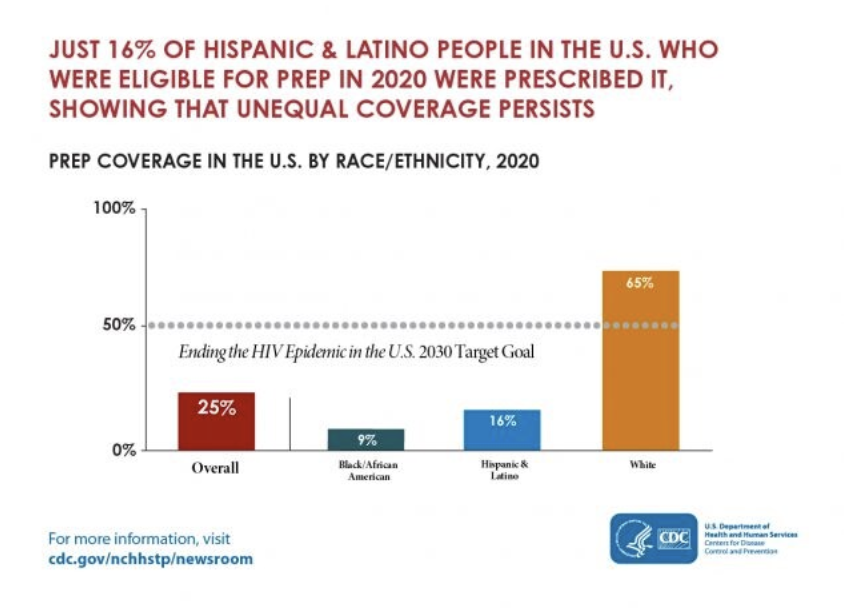 JUST 16% OF HISPANIC & LATINO PEOPLE IN THE U.S. WHO
WERE ELIGIBLE FOR PREP IN 2020 WERE PRESCRIBED IT,
SHOWING THAT UNEQUAL COVERAGE PERSISTS
PREP COVERAGE IN THE U.S. BY RACE/ETHNICITY, 2020
100%
65%
50%
Ending the HIV Epidemic in the U.S. 2030 Target Goal
25%
16%
9%
0%
Overall
Black/African
American
Hispanic &
Latino
White
For more information, visit
cdc.gov/nchhstp/newsroom
CDC
U.S. Department of
Health and Human Services
Centers for Disease
Control and Prevention